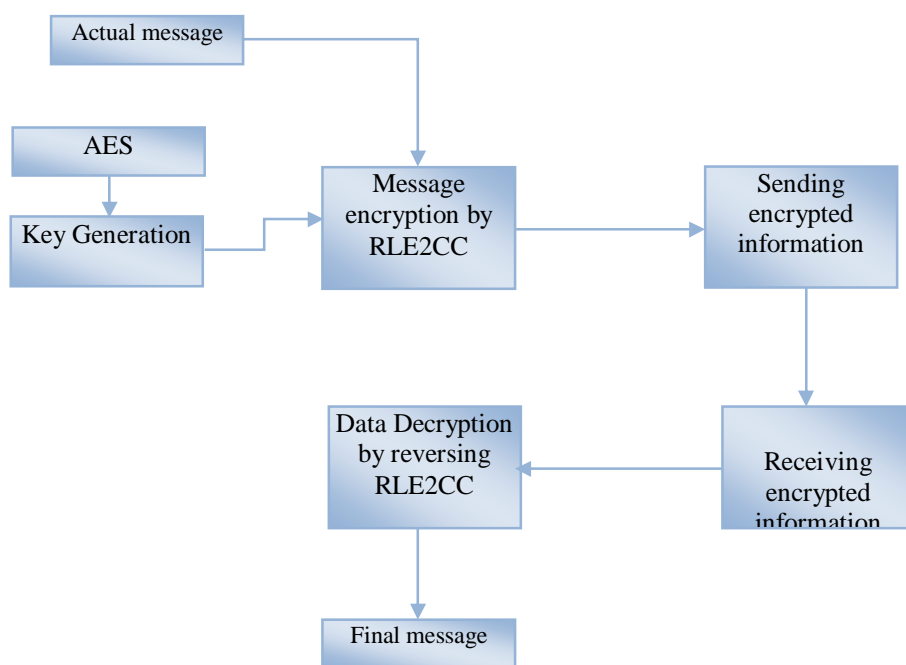 Actual message
AES
Key Generation
Message
encryption by
RLE2CC
Sending
encrypted
information
Receiving
encrypted
information
Data Decryption
by reversing
RLE2CC
Final message